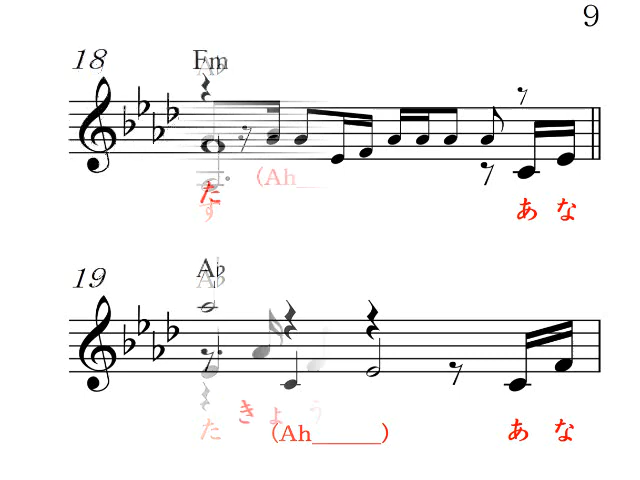 9
18
Fm
(Ah
た
す
あ な
19
A♭
き ょ う
た
(Ah______)
あ な